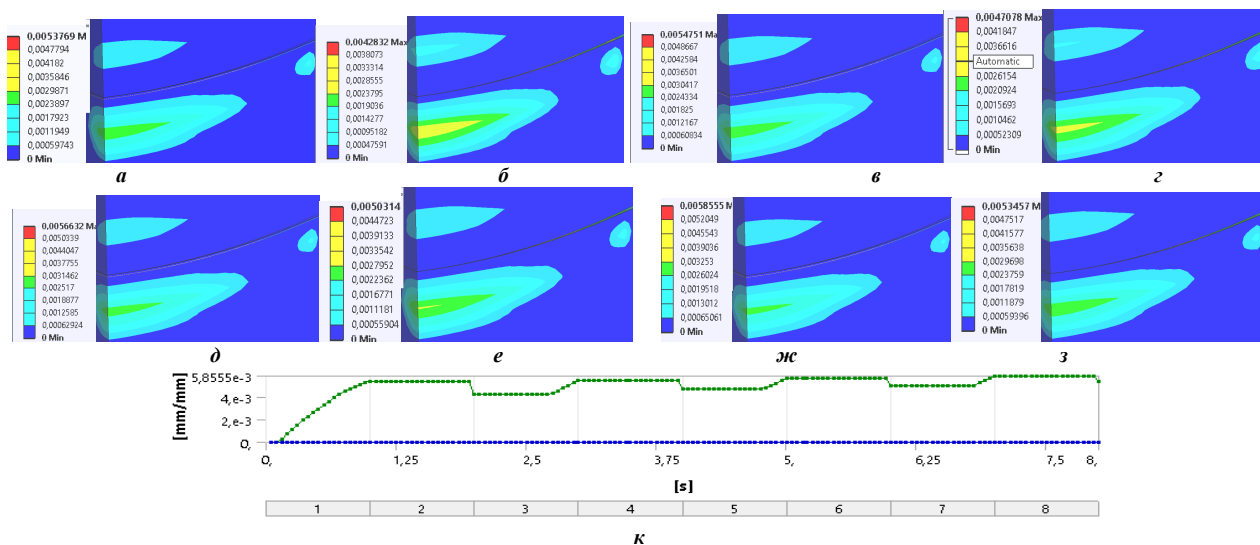 0,0053769 M
0,0047794
0,004182
0,0035846
0,0029871
0,0023897
0,0017923
0,0011949
0,00059743
0 Min
а
0,0042832 Max
0,0038073
0,0033314
0,0028555
0,0023795
0,0019036
0,0014277
0,00095182
0,00047591
0 Min
б
0,0054751 M
0,0048667
0,0042584
0,0036501
0,0030417
0,0024334
0,001825
0,0012167
0,00060834
0 Min
в
0,0047078 Max
0,0041847
0,0036616
Automatic
0,0026154
0,0020924
0,0015693
0,0010462
0,00052309
0 Min
г
0,0056632 Ma
0,0050339
0,0044047
0,0037755
0,0031462
0,002517
0,0018877
0,0012585
0,00062924
0 Min
д
0,0050314
0,0044723
0,0039133
0,0033542
0,0027952
0,0022362
0,0016771
0,0011181
0,00055904
0 Min
е
0,0058555 M
0,0052049
0,0045543
0,0039036
0,003253
0,0026024
0,0019518
0,0013012
0,00065061
0 Min
ж
0,0053457 Max
0,0047517
0,0041577
0,0035638
0,0029698
0,0023759
0,0017819
0,0011879
0,00059396
0 Min
з
[mm/mm]
5,8555e-3
4,e-3
2,e-3
0,
0, 1,25 2,5 3,75 5, 6,25 7,5 8,
[s]
1 2 3 4 5 6 7 8
к